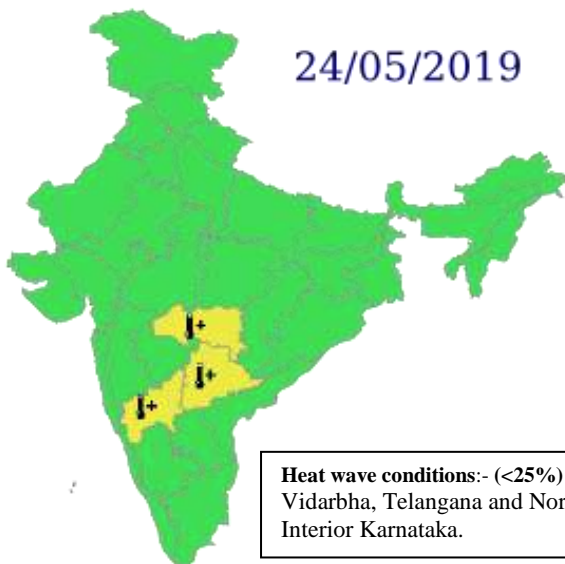 24/05/2019
Heat wave conditions:- (<25%)
Vidarbha, Telangana and Nor
Interior Karnataka.